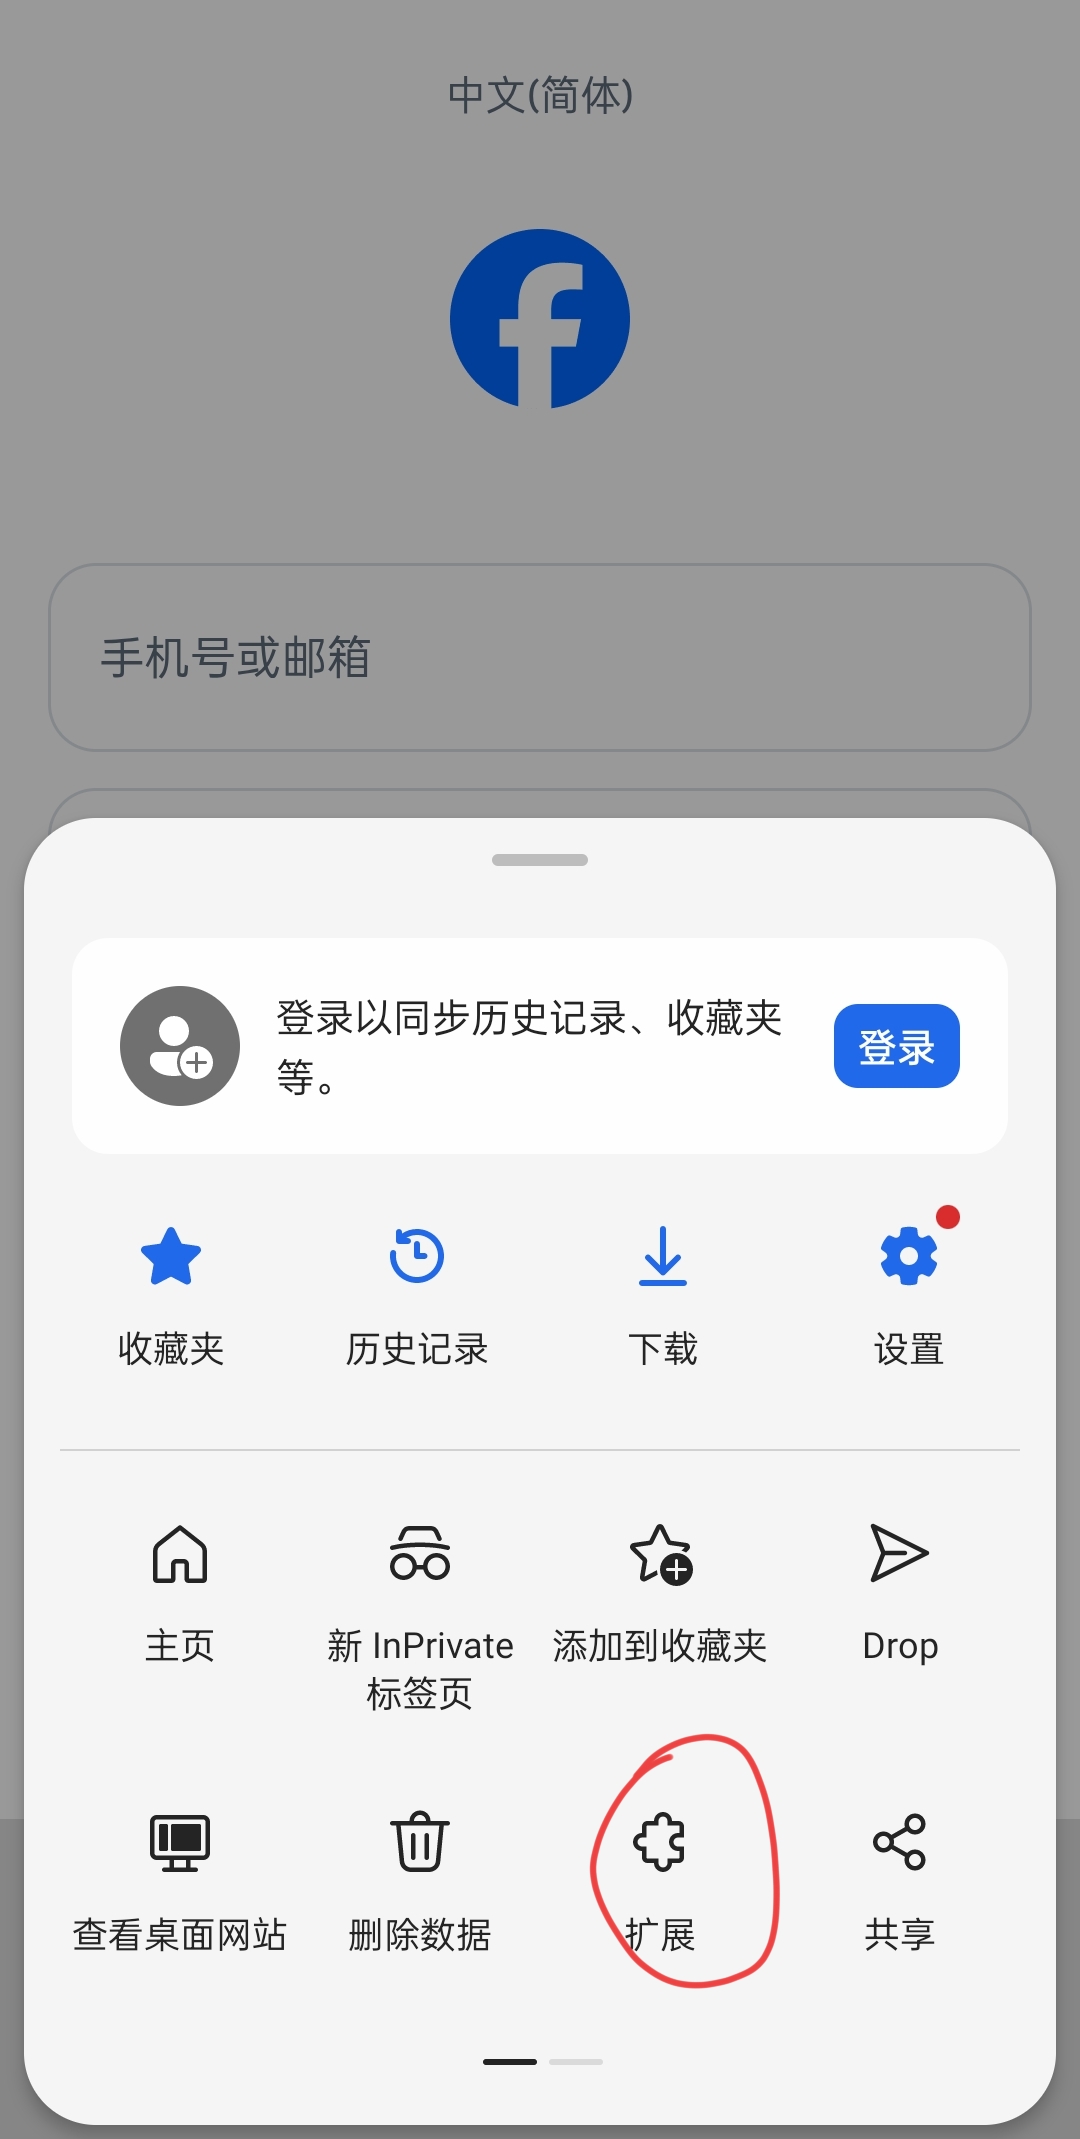 中文(简体)
手机号或邮箱
登录以同步历史记录、收藏夹
等。
登录
收藏夹
历史记录
下载
设置
主页
新 InPrivate
标签页
添加到收藏夹
Drop
查看桌面网站
删除数据
扩展
共享